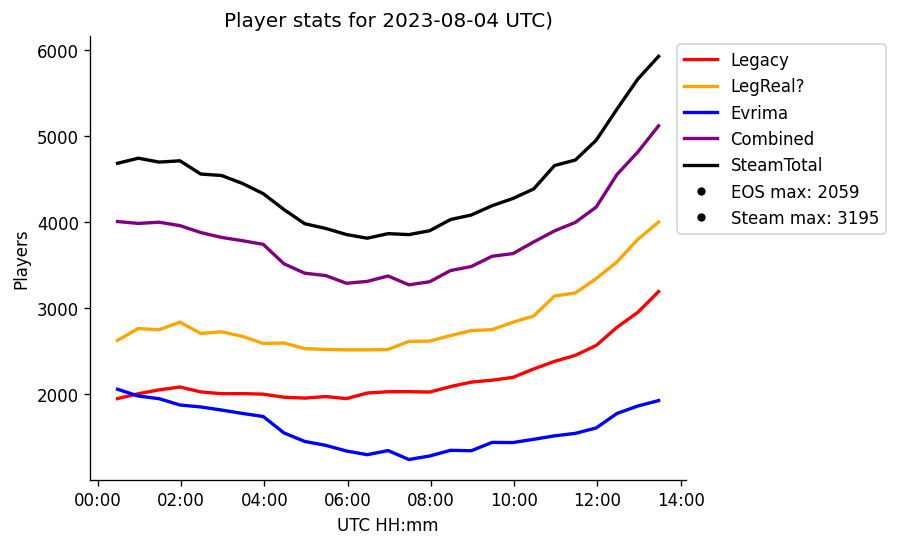 Player stats for 2023-08-04 UTC)
6000
5000
4000
3000
2000
Players
00:00 02:00 04:00 06:00 08:00 10:00 12:00 14:00
UTC HH:mm
Legacy
LegReal?
Evrima
Combined
SteamTotal
EOS max: 2059
Steam max: 3195